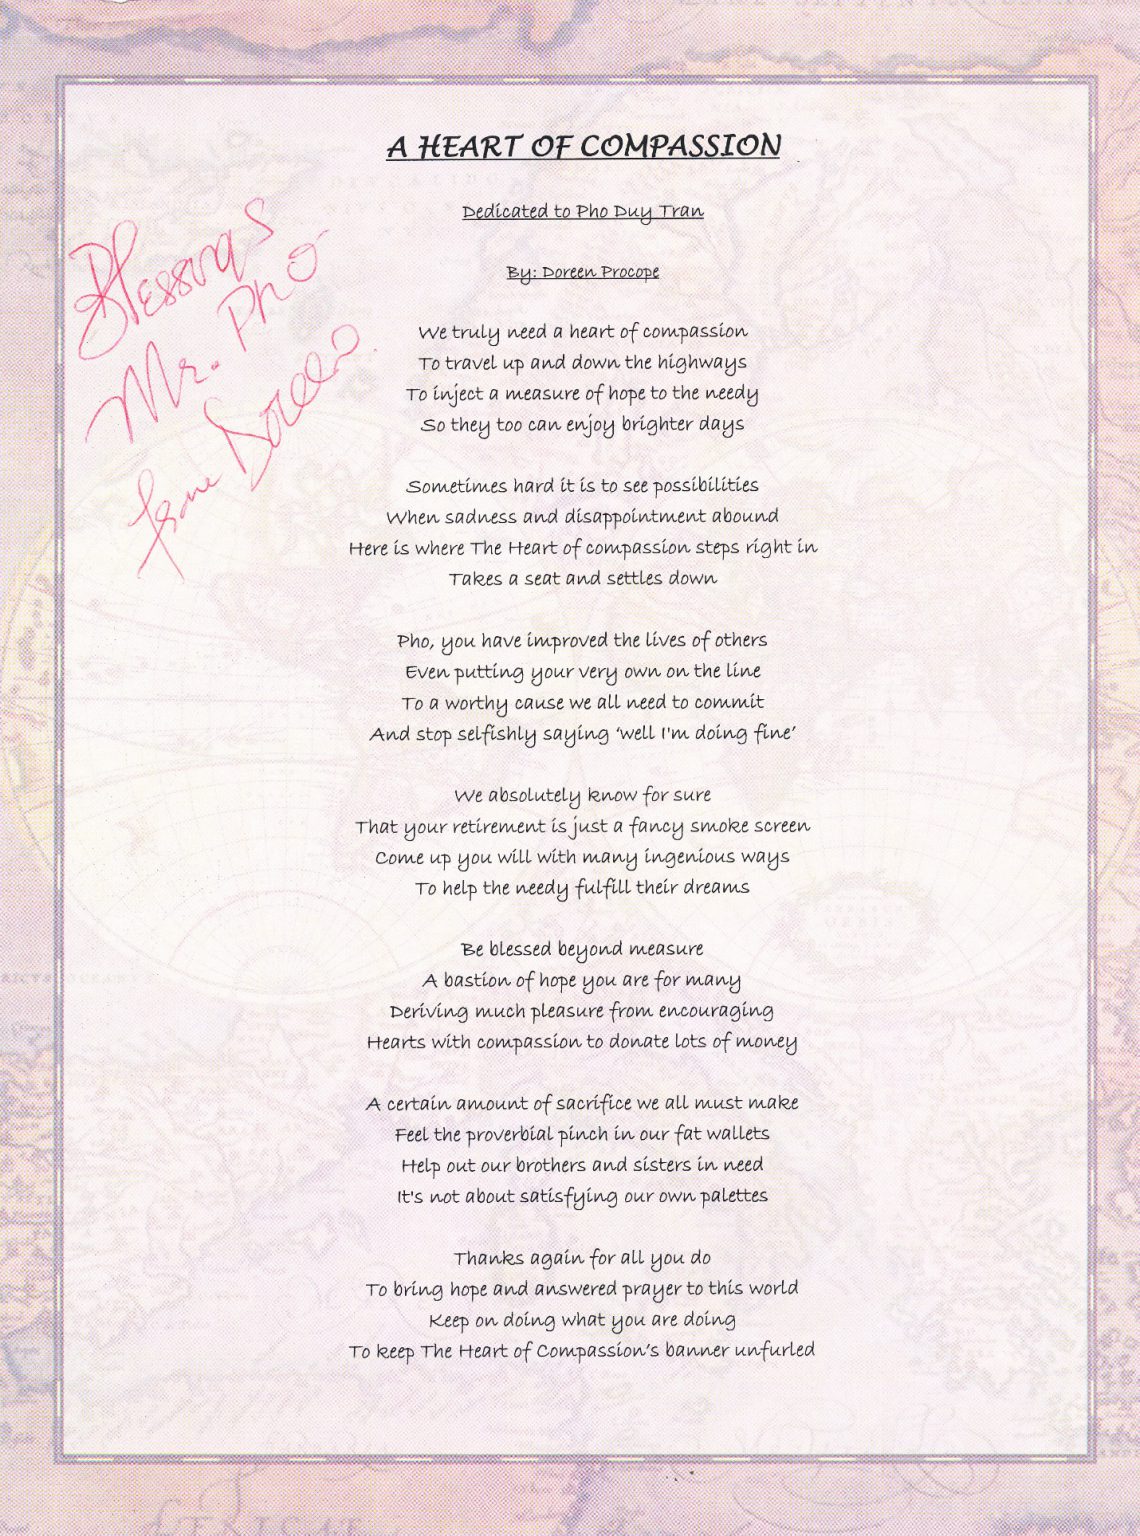 A HEART OF COMPASSION
Dedicated to Pho Duy Tran
By: Doreen Procope
Blessings
Mr. Pho
from Doreen
We truly need a heart of compassion
To travel up and down the highways
To inject a measure of hope to the needy
So they too can enjoy brighter days
Sometimes hard it is to see possibilities
When sadness and disappointment abound
Here is where The Heart of compassion steps right in
Takes a seat and settles down
Pho, you have improved the lives of others
Even putting your very own on the line
To a worthy cause we all need to commit
And stop selfishly saying ‘well I'm doing fine’
We absolutely know for sure
That your retirement is just a fancy smoke screen
Come up you will with many ingenious ways
To help the needy fulfill their dreams
Be blessed beyond measure
A bastion of hope you are for many
Deriving much pleasure from encouraging
Hearts with compassion to donate lots of money
A certain amount of sacrifice we all must make
Feel the proverbial pinch in our fat wallets
Help out our brothers and sisters in need
It's not about satisfying our own palettes
Thanks again for all you do
To bring hope and answered prayer to this world
Keep on doing what you are doing
To keep The Heart of Compassion’s banner unfurled